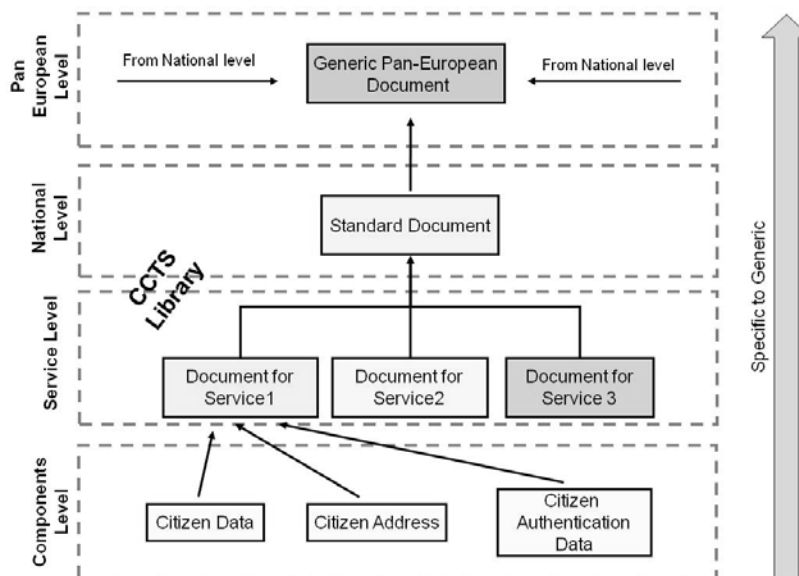 Pan
European
Level
From National level
Generic Pan-European
Document
From National level
National
Level
Standard Document
CCTS
Library
Service Level
Document for
Service1
Document for
Service2
Document for
Service 3
Components
Level
Citizen Data
Citizen Address
Citizen
Authentication
Data
Specific to Generic